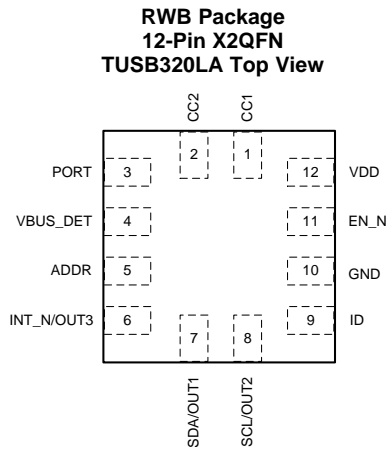 RWB Package
12-Pin X2QFN
TUSB320LA Top View
CC2
CC1
2
1
PORT
3
12
VDD
VBUS_DET
4
11
EN_N
ADDR
5
10
GND
INT_N/OUT3
6
9
ID
7
8
SDA/OUT1
SCL/OUT2